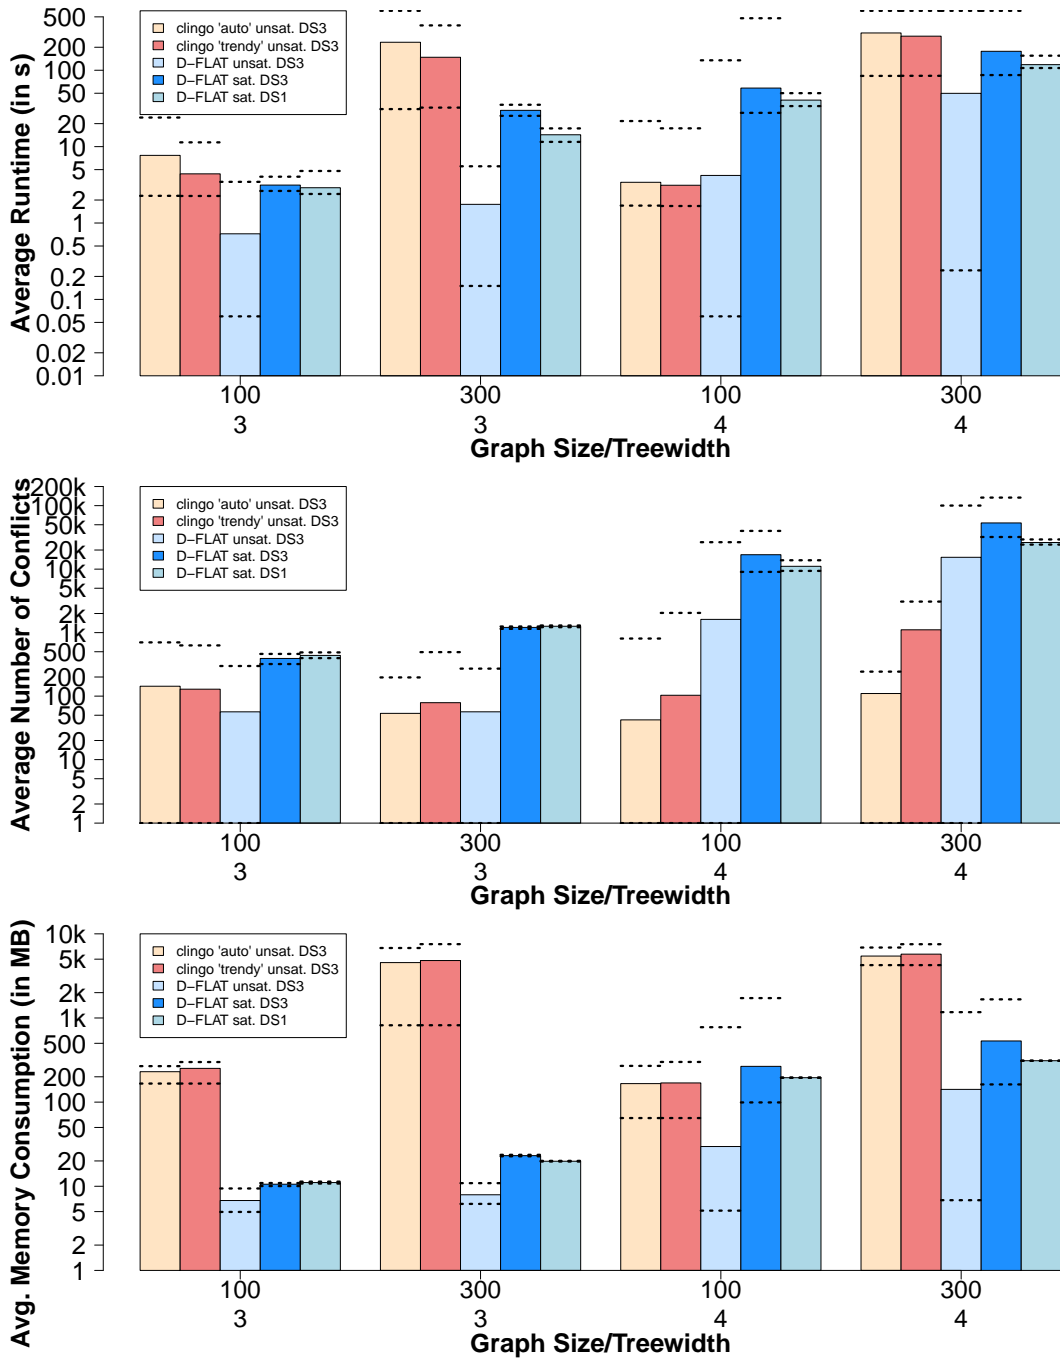 Average Runtime (in s)
500
200
100
50
20
10
5
2
1
0.5
0.2
0.1
0.05
0.02
0.01
clingo 'auto' unsat. DS3
clingo 'trendy' unsat. DS3
D−FLAT unsat. DS3
D−FLAT sat. DS3
D−FLAT sat. DS1
100 300 100 300
3 3 4 4
Graph Size/Treewidth
Average Number of Conflicts
200k
100k
50k
20k
10k
5k
2k
1k
500
200
100
50
20
10
5
2
1
clingo 'auto' unsat. DS3
clingo 'trendy' unsat. DS3
D−FLAT unsat. DS3
D−FLAT sat. DS3
D−FLAT sat. DS1
100 300 100 300
3 3 4 4
Graph Size/Treewidth
Avg. Memory Consumption (in MB)
10k
5k
2k
1k
500
200
100
50
20
10
5
2
1
clingo 'auto' unsat. DS3
clingo 'trendy' unsat. DS3
D−FLAT unsat. DS3
D−FLAT sat. DS3
D−FLAT sat. DS1
100 300 100 300
3 3 4 4
Graph Size/Treewidth